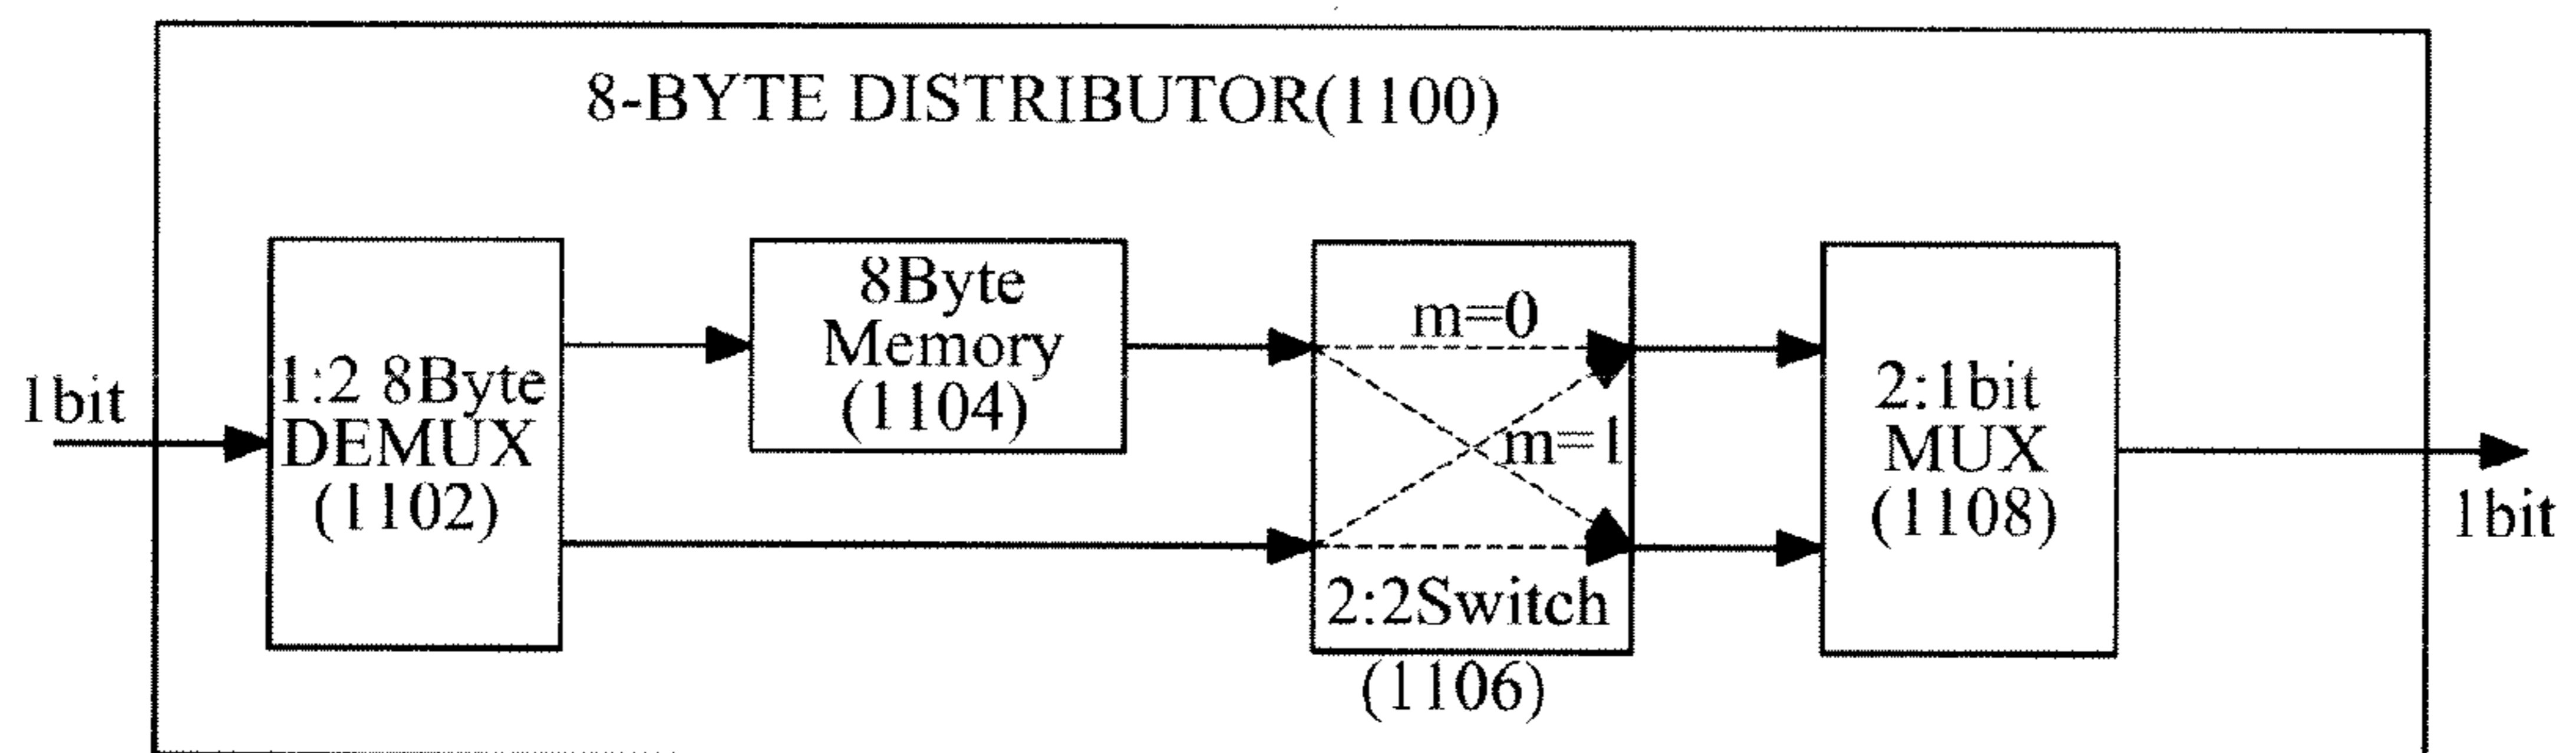 8-BYTE DISTRIBUTOR(1100)
1bit
1:2 8Byte
DEMUX
(1102)
8Byte
Memory
(1104)
m=0
m=1
2:2Switch
(1106)
2:1bit
MUX
(1108)
1bit